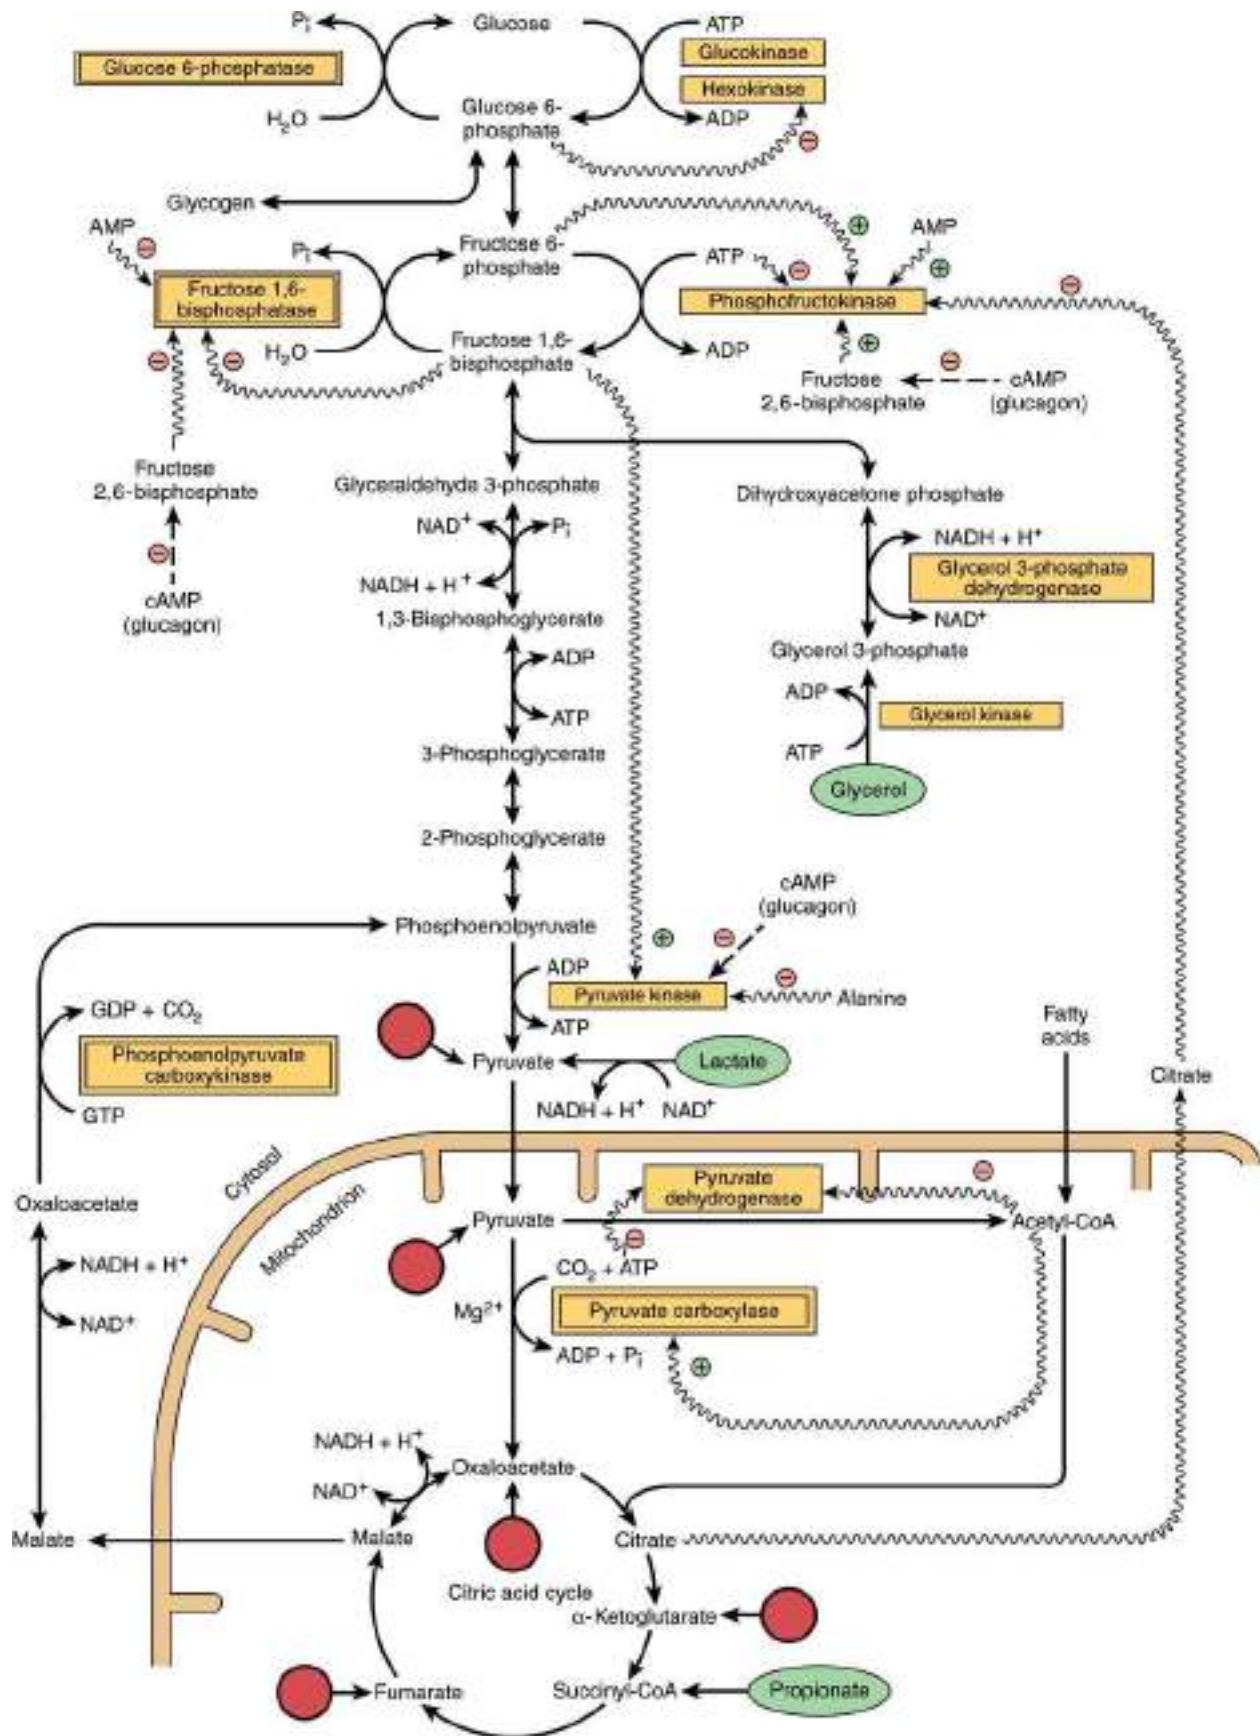 Pi
Glucose
ATP
Glucose 6-phosphatase
Glucokinase
Hexokinase
H2O
Glucose 6-
phosphate
ADP
−
Glycogen
AMP
−
Pi
Fructose 6-
phosphate
+
AMP
+
ATP
−
−
Fructose 1,6-
bisphosphatase
Phosphofructokinase
H2O
Fructose 1,6-
bisphosphate
ADP
+
−
−
−
Fructose
2,6-bisphosphate
cAMP
(glucagon)
Fructose
2,6-bisphosphate
Glyceraldehyde 3-phosphate
Dihydroxyacetone phosphate
NAD+
Pi
NADH + H+
−
Glycerol 3-phosphate
dehydrogenase
NADH + H+
cAMP
(glucagon)
1,3-Bisphosphoglycerate
NAD+
Glycerol 3-phosphate
ADP
ADP
Glycerol kinase
ATP
ATP
3-Phosphoglycerate
Glycerol
2-Phosphoglycerate
cAMP
(glucagon)
Phosphoenolpyruvate
+
−
ADP
−
Pyruvate kinase
Alanine
GDP + CO2
ATP
Fatty
acids
Phosphoenolpyruvate
carboxykinase
Pyruvate
Lactate
Citrate
GTP
NADH + H+
NAD+
Cytosol
Mitochondrion
Pyruvate
dehydrogenase
−
Oxaloacetate
Pyruvate
−
Acetyl-CoA
NADH + H+
CO2 + ATP
Mg2+
Pyruvate carboxylase
NAD+
ADP + Pi
+
NADH + H+
Oxaloacetate
NAD+
Malate
Malate
Citrate
Citric acid cycle
α-Ketoglutarate
Fumarate
Succinyl-CoA
Propionate